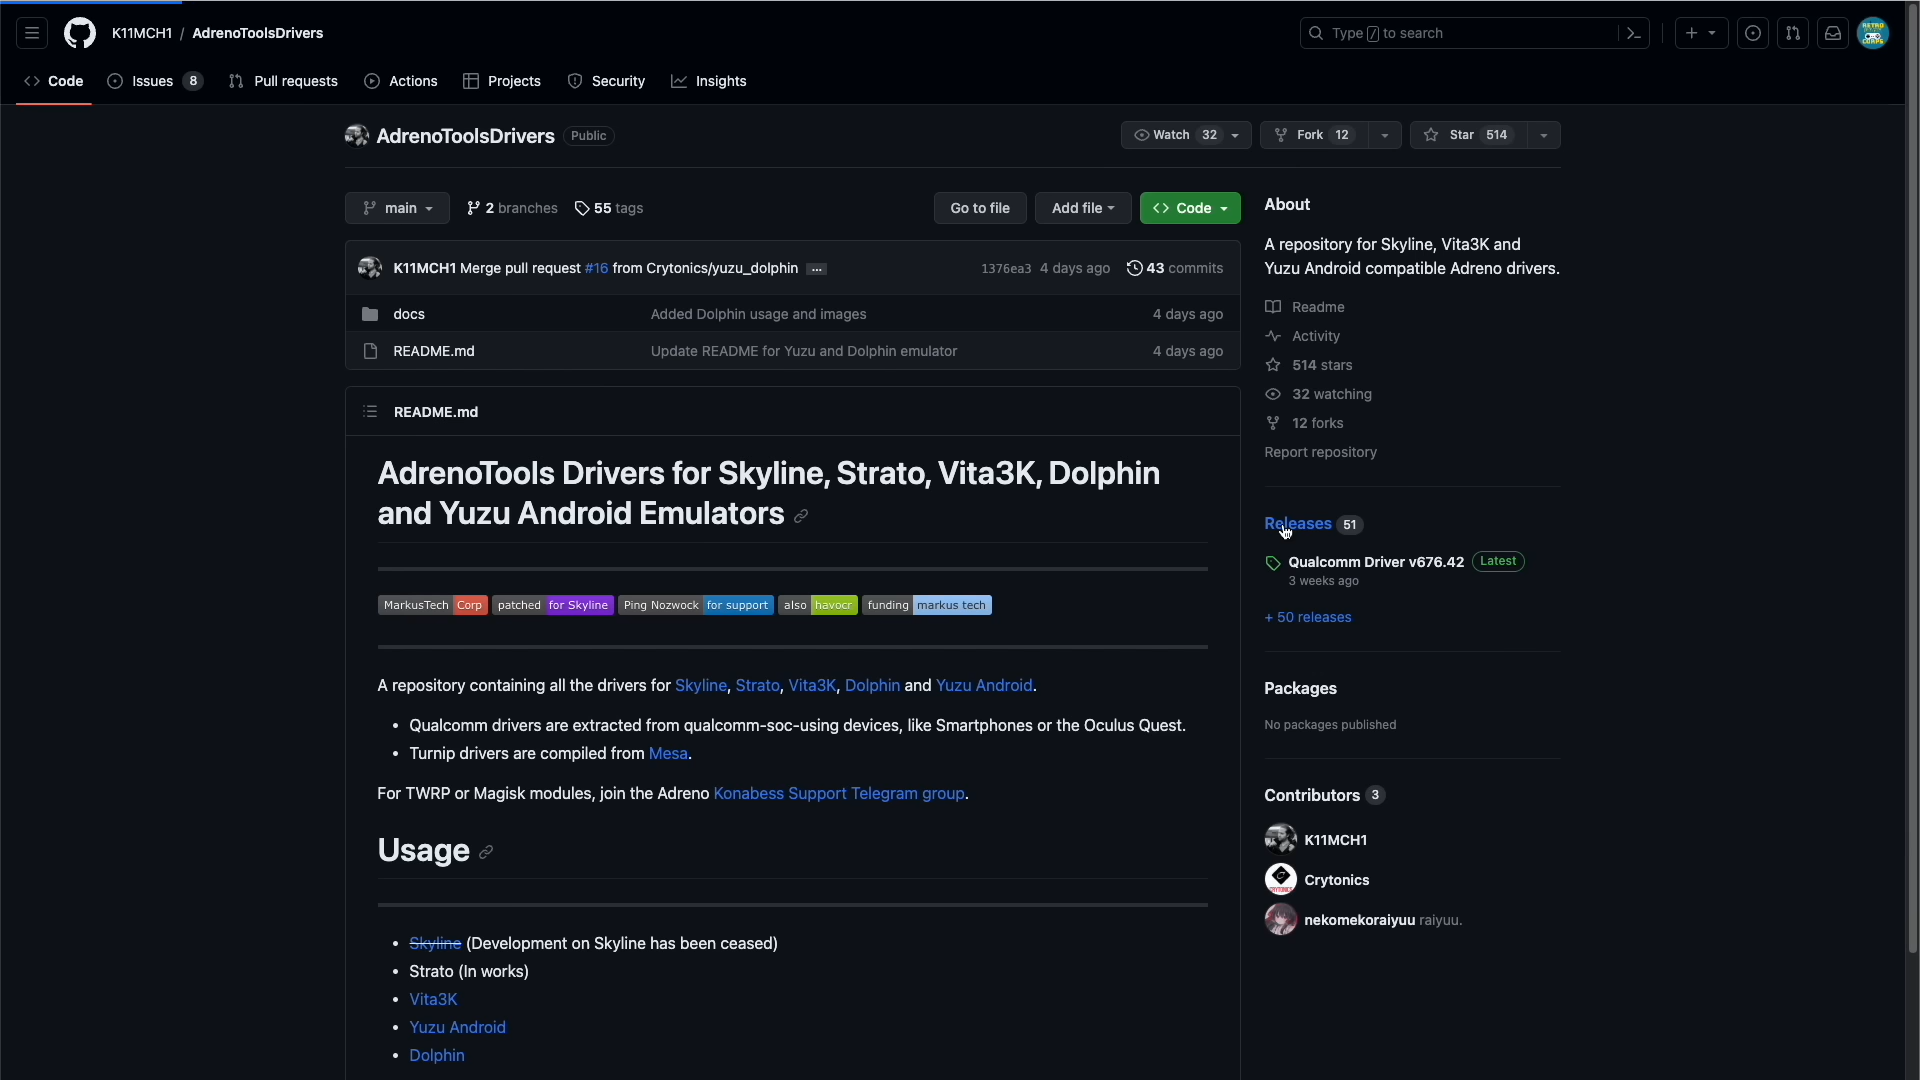 K11MCH1 / AdrenoToolsDrivers
Type / to search
Code
Issues 8
Pull requests
Actions
Projects
Security
Insights
AdrenoToolsDrivers Public
Watch 32
Fork 12
Star 514
main
2 branches
55 tags
Go to file
Add file
Code
K11MCH1 Merge pull request #16 from Crytonics/yuzu_dolphin ... 1376ea3 4 days ago 43 commits
docs Added Dolphin usage and images 4 days ago
README.md Update README for Yuzu and Dolphin emulator 4 days ago
README.md
AdrenoTools Drivers for Skyline, Strato, Vita3K, Dolphin
and Yuzu Android Emulators
MarkusTech Corp patched for Skyline Ping Nozwock for support also havocr funding markus tech
A repository containing all the drivers for Skyline, Strato, Vita3K, Dolphin and Yuzu Android.
• Qualcomm drivers are extracted from qualcomm-soc-using devices, like Smartphones or the Oculus Quest.
• Turnip drivers are compiled from Mesa.
For TWRP or Magisk modules, join the Adreno Konabess Support Telegram group.
Usage
• Skyline (Development on Skyline has been ceased)
• Strato (In works)
• Vita3K
• Yuzu Android
• Dolphin
About
A repository for Skyline, Vita3K and
Yuzu Android compatible Adreno drivers.
Readme
Activity
514 stars
32 watching
12 forks
Report repository
Releases 51
Qualcomm Driver v676.42 Latest
3 weeks ago
+ 50 releases
Packages
No packages published
Contributors 3
K11MCH1
Crytonics
nekomekoraiyuu raiyuu.